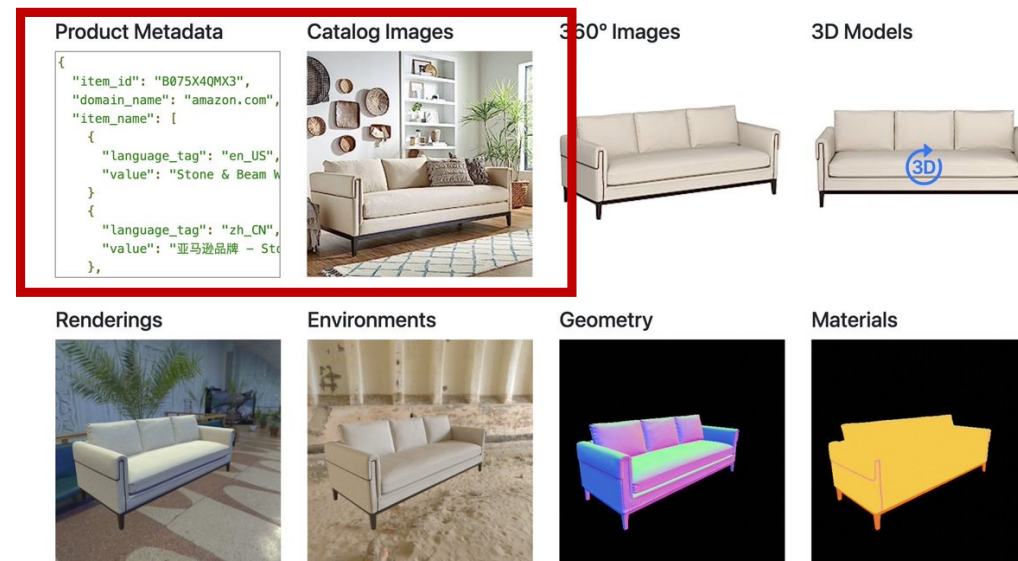 Product Metadata
Catalog Images
360° Images
3D Models
{
"item_id": "B075X4QMX3",
"domain_name": "amazon.com",
"item_name": [
{
"language_tag": "en_US",
"value": "Stone & Beam W
}
{
"language_tag": "zh_CN",
"value": "亚马逊品牌 – Sto
},
3D
Renderings
Environments
Geometry
Materials